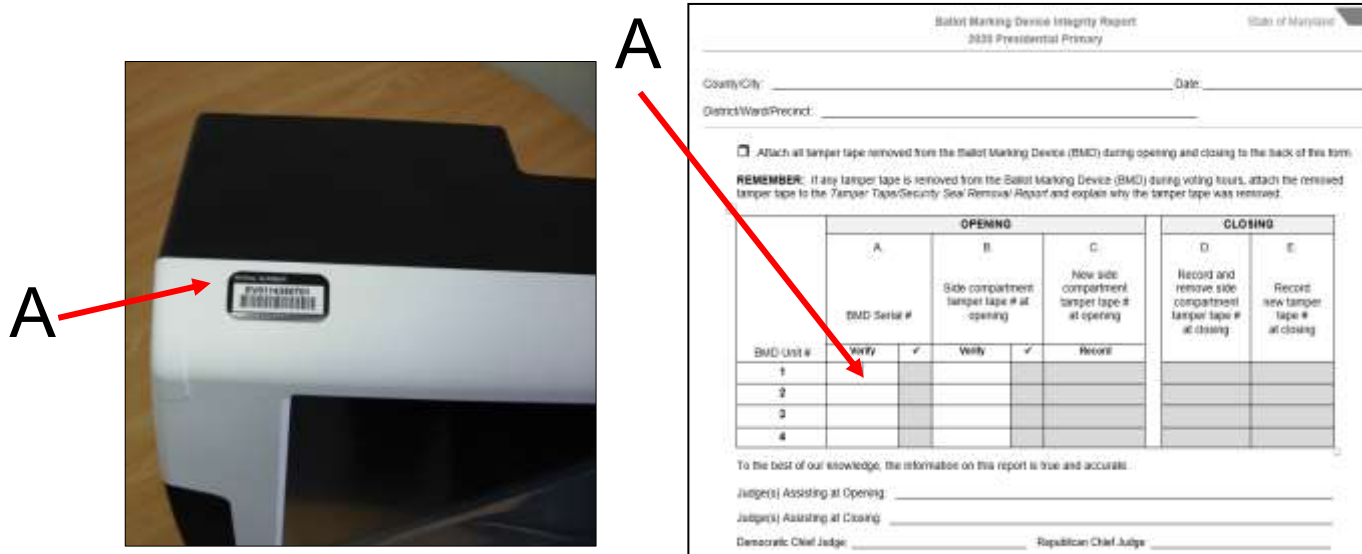 A
A
SERIAL NUMBER
Ballot Marking Device Integrity Report
State of Maryland
2020 Presidential Primary
County/City:
Date:
District/Ward/Precinct:
Attach all tamper tape removed from the Ballot Marking Device (BMD) during opening and closing to the back of this form.
REMEMBER: If any tamper tape is removed from the Ballot Marking Device (BMD) during voting hours, attach the removed
tamper tape to the Tamper Tape/Security Seal Removal Report and explain why the tamper tape was removed.
OPENING
CLOSING
A.
B.
C.
D.
E.
BMD Serial #
Side compartment
tamper tape # at
opening
New side
compartment
tamper tape #
at opening
Record and
remove side
compartment
tamper tape #
at closing
Record
new tamper
tape #
at closing
BMD Unit #
Verify ✓ Verify ✓ Record
1
2
3
4
To the best of our knowledge, the information on this report is true and accurate.
Judge(s) Assisting at Opening:
Judge(s) Assisting at Closing:
Democratic Chief Judge:
Republican Chief Judge: